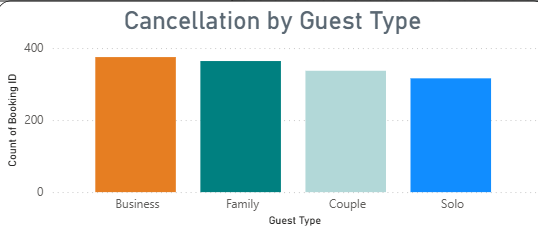 Cancellation by Guest Type
400
200
0
Count of Booking ID
Business Family Couple Solo
Guest Type